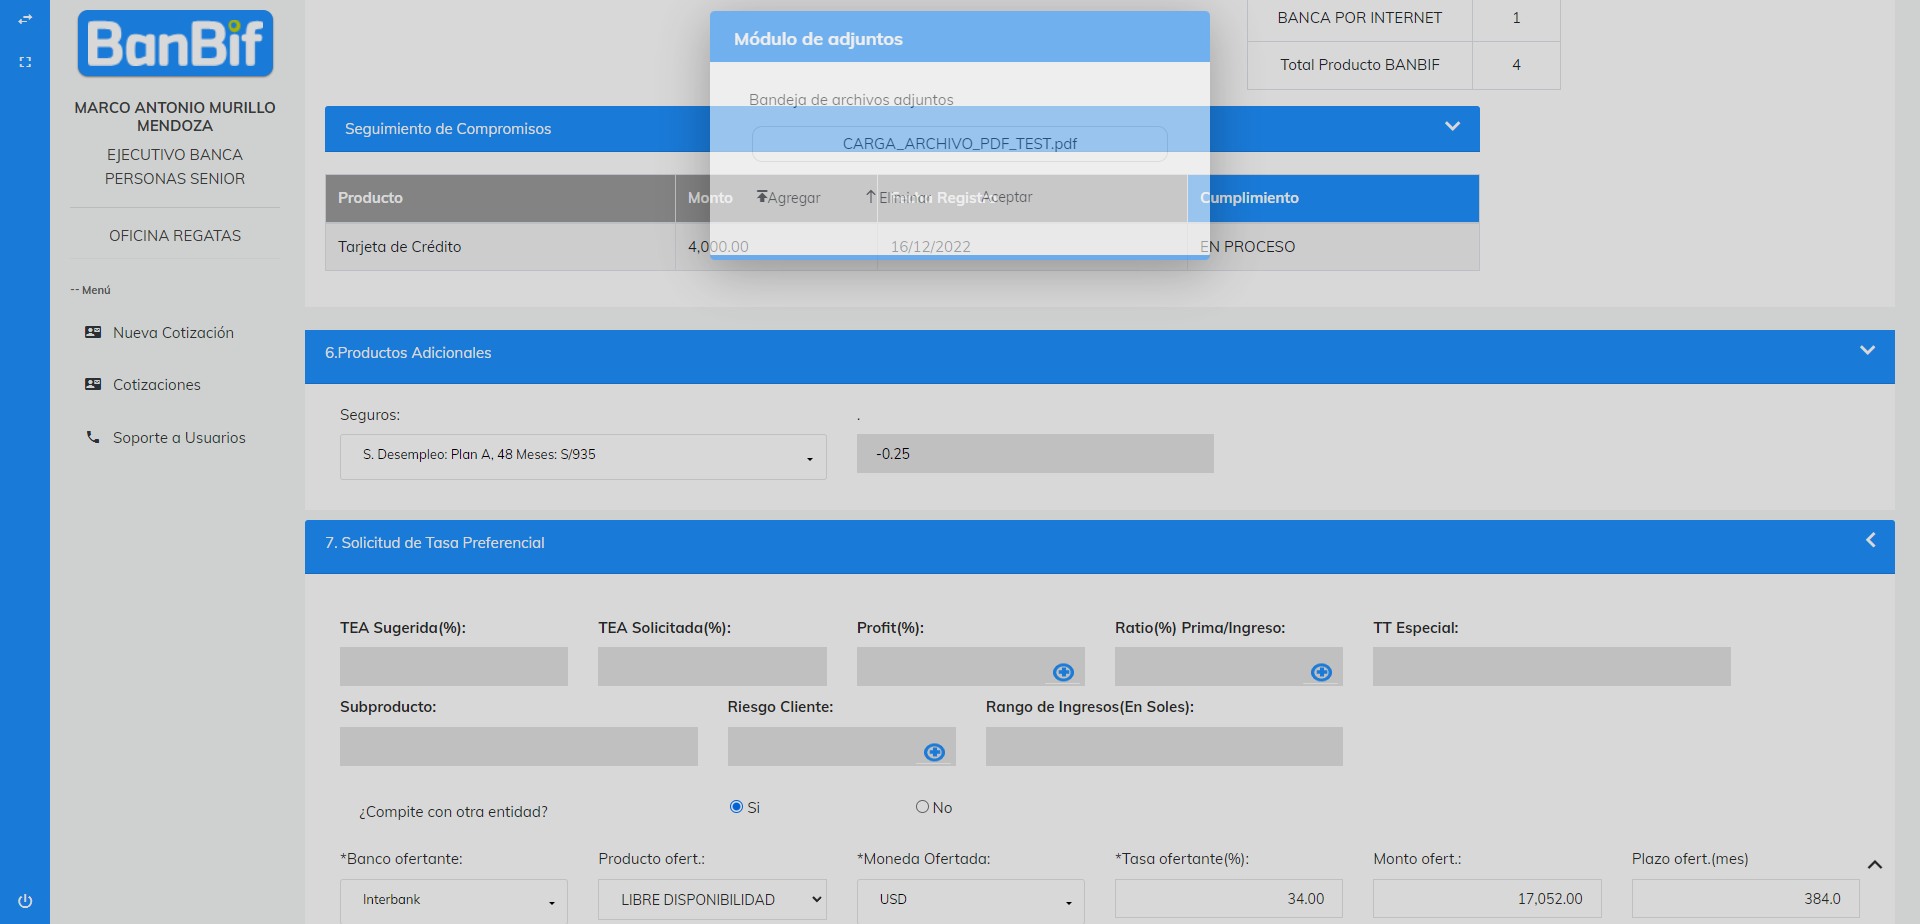 BanBif
MARCO ANTONIO MURILLO
MENDOZA
EJECUTIVO BANCA
PERSONAS SENIOR
OFICINA REGATAS
-- Menú
Nueva Cotización
Cotizaciones
Soporte a Usuarios
BANCA POR INTERNET 1
Total Producto BANBIF 4
Módulo de adjuntos
Bandeja de archivos adjuntos
CARGA_ARCHIVO_PDF_TEST.pdf
Agregar Eliminar Aceptar
Seguimiento de Compromisos
Producto Monto Fecha Registro Cumplimiento
Tarjeta de Crédito 4,000.00 16/12/2022 EN PROCESO
6.Productos Adicionales
Seguros: .
S. Desempleo: Plan A, 48 Meses: S/935 -0.25
7. Solicitud de Tasa Preferencial
TEA Sugerida(%): TEA Solicitada(%): Profit(%): Ratio(%) Prima/Ingreso: TT Especial:
Subproducto: Riesgo Cliente: Rango de Ingresos(En Soles):
¿Compite con otra entidad? Si No
*Banco ofertante: Producto ofert.: *Moneda Ofertada: *Tasa ofertante(%): Monto ofert.: Plazo ofert.(mes)
Interbank LIBRE DISPONIBILIDAD USD 34.00 17,052.00 384.0